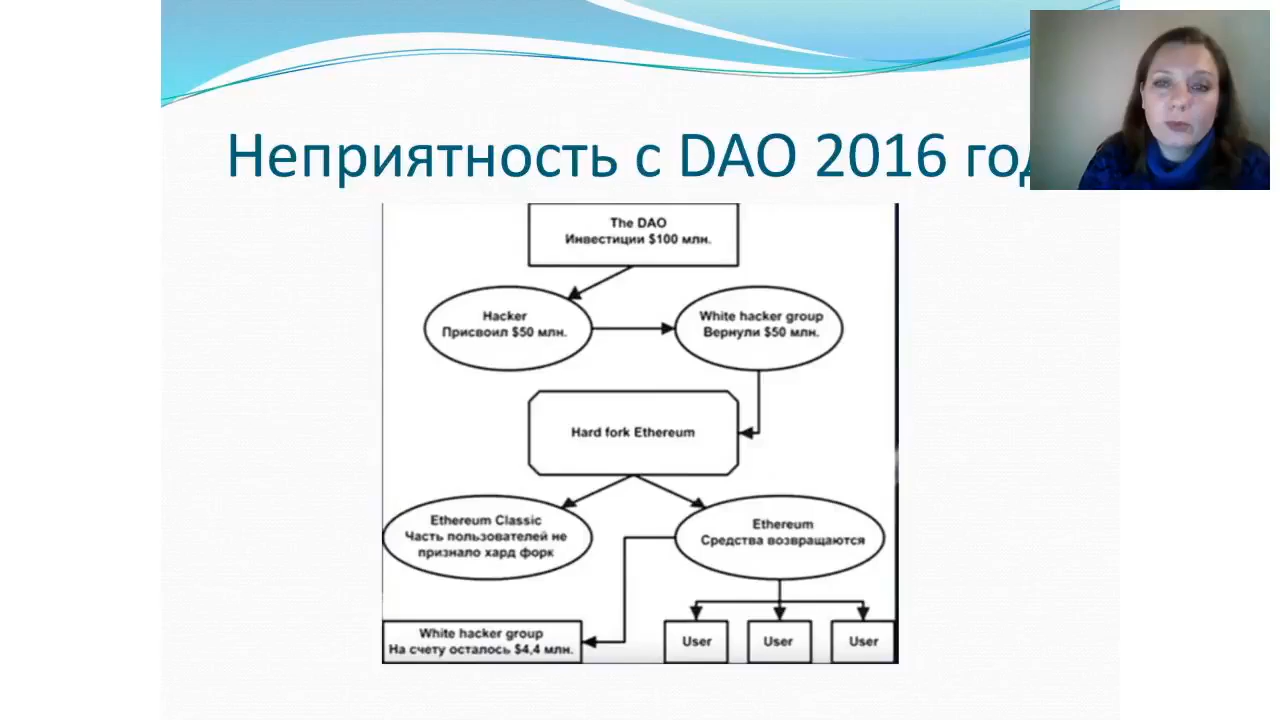 Неприятность с DAO 2016 год
The DAO
Инвестиции $100 млн.
Hacker
Присвоил $50 млн.
White hacker group
Вернули $50 млн.
Hard fork Ethereum
Ethereum Classic
Часть пользователей не
признало хард форк
Ethereum
Средства возвращаются
White hacker group
На счету осталось $4,4 млн.
User
User
User